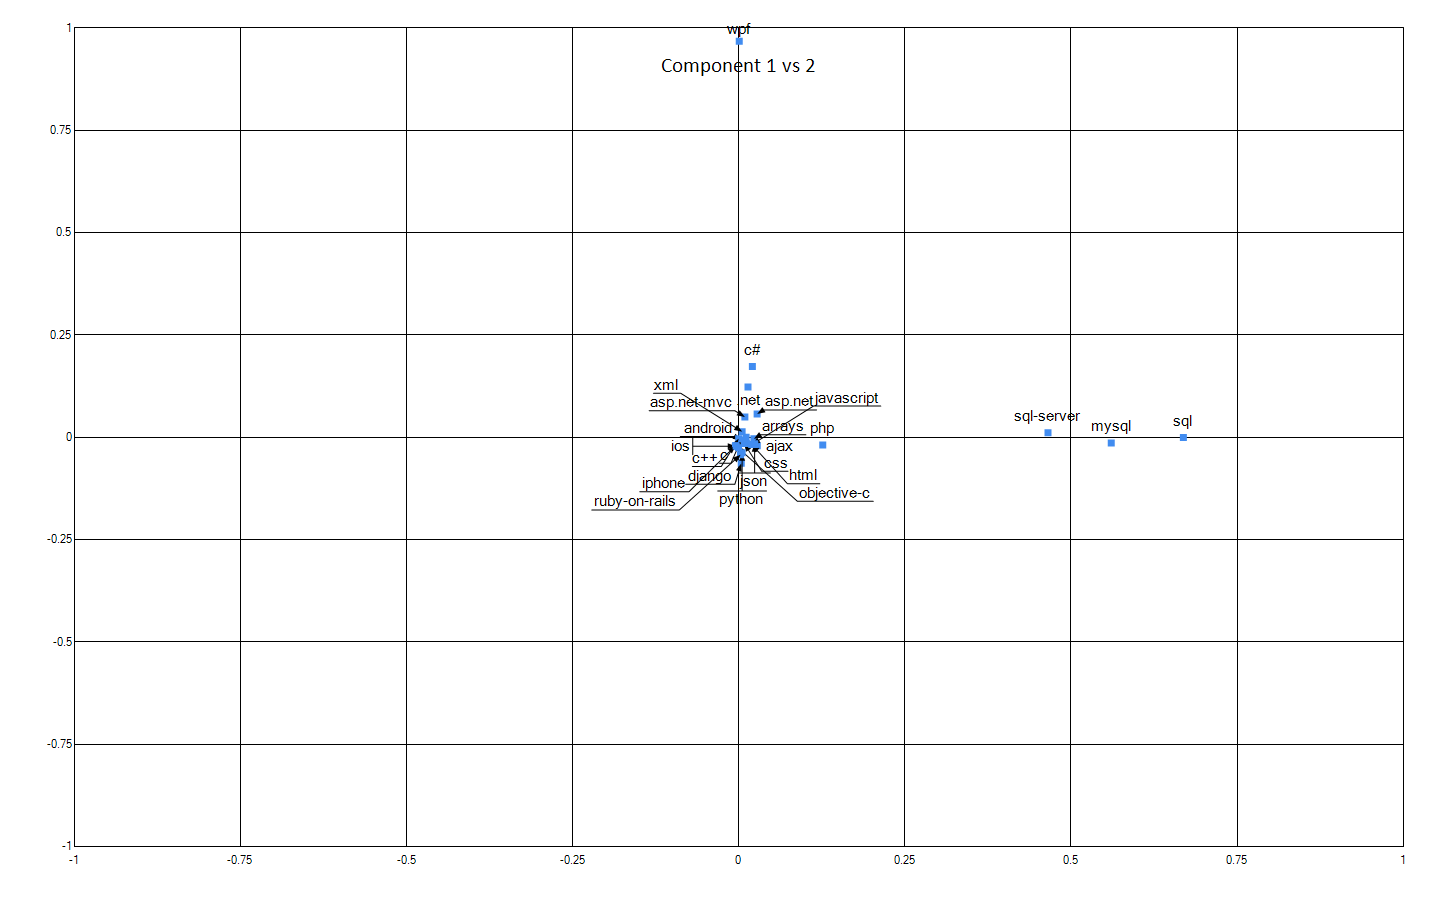 1
wpf
Component 1 vs 2
0.75
0.5
0.25
c#
xml
asp.net-mvc
.net
asp.net
javascript
sql-server
mysql
sql
android
arrays
php
0
ios
ajax
c++
c
css
django
json
html
iphone
objective-c
ruby-on-rails
python
-0.25
-0.5
-0.75
-1
-1
-0.75
-0.5
-0.25
0
0.25
0.5
0.75
1